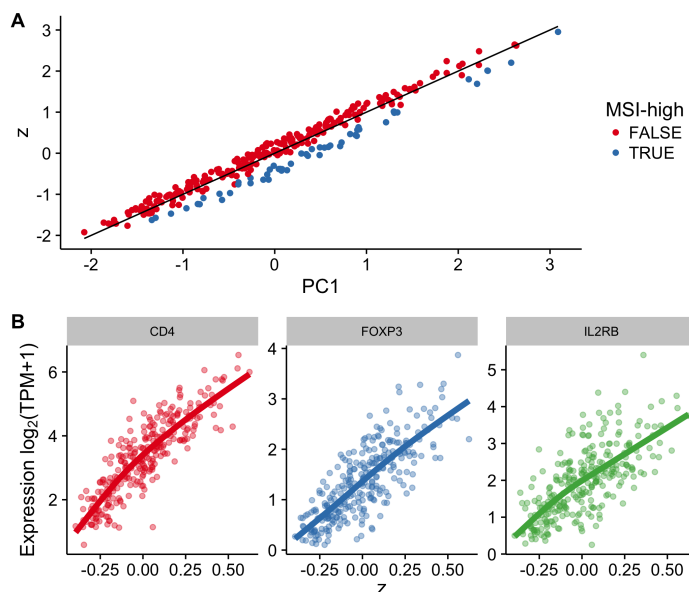 A
z
3
2
1
0
-1
-2
-2 -1 0 1 2 3
PC1
MSI-high
FALSE
TRUE
B
Expression log2(TPM+1)
CD4 FOXP3 IL2RB
6
4
2
4
3
2
1
0
5
4
3
2
1
0
-0.25 0.00 0.25 0.50 -0.25 0.00 0.25 0.50 -0.25 0.00 0.25 0.50
z